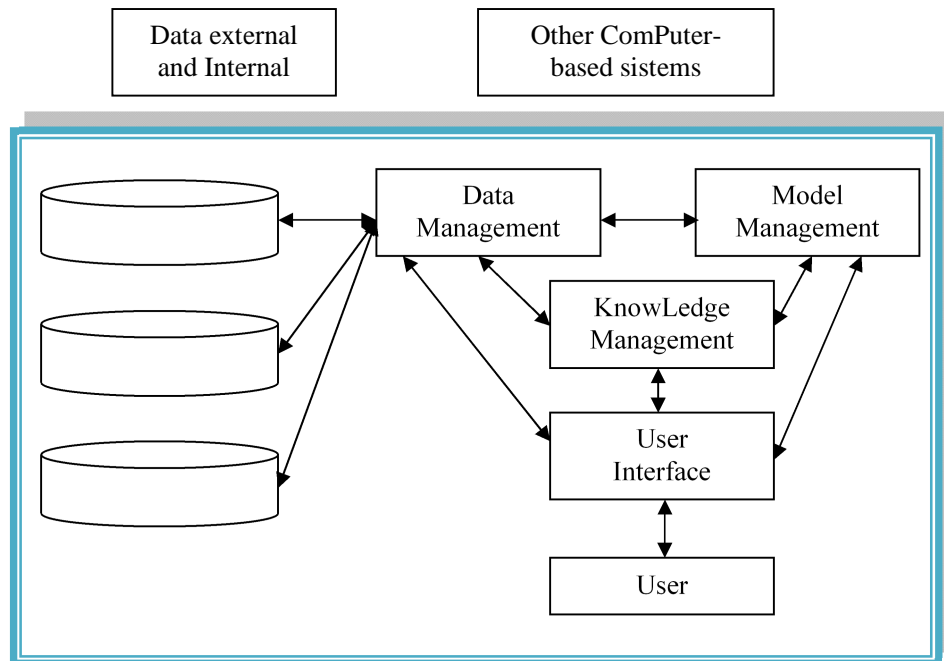 Data external
and Internal
Other ComPuter-
based sistems
Data
Management
Model
Management
KnowLedge
Management
User
Interface
User